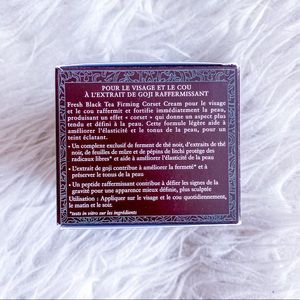 POUR LE VISAGE ET LE COU
À L'EXTRAIT DE GOJI RAFFERMISSANT
Fresh Black Tea Firming Corset Cream pour le visage
et le cou raffermit et fortifie immédiatement la peau,
produisant un effet « corset » qui donne un aspect plus
tendu et défini à la peau. Cette formule légère aide à
améliorer l'élasticité et le tonus de la peau, pour un
teint éclatant.
• Un complexe exclusif de ferment de thé noir, d'extraits de thé
noir, de feuilles de mûre et de pépins de litchi protège des
radicaux libres* et aide à améliorer l'élasticité de la peau
• L'extrait de goji contribue à améliorer la fermeté* et à
préserver le tonus de la peau
• Un peptide raffermissant contribue à défier les signes de la
gravité pour une apparence mieux définie, plus sculptée
Utilisation : Appliquer sur le visage et le cou quotidiennement,
le matin et le soir.
*tests in vitro sur les ingrédients